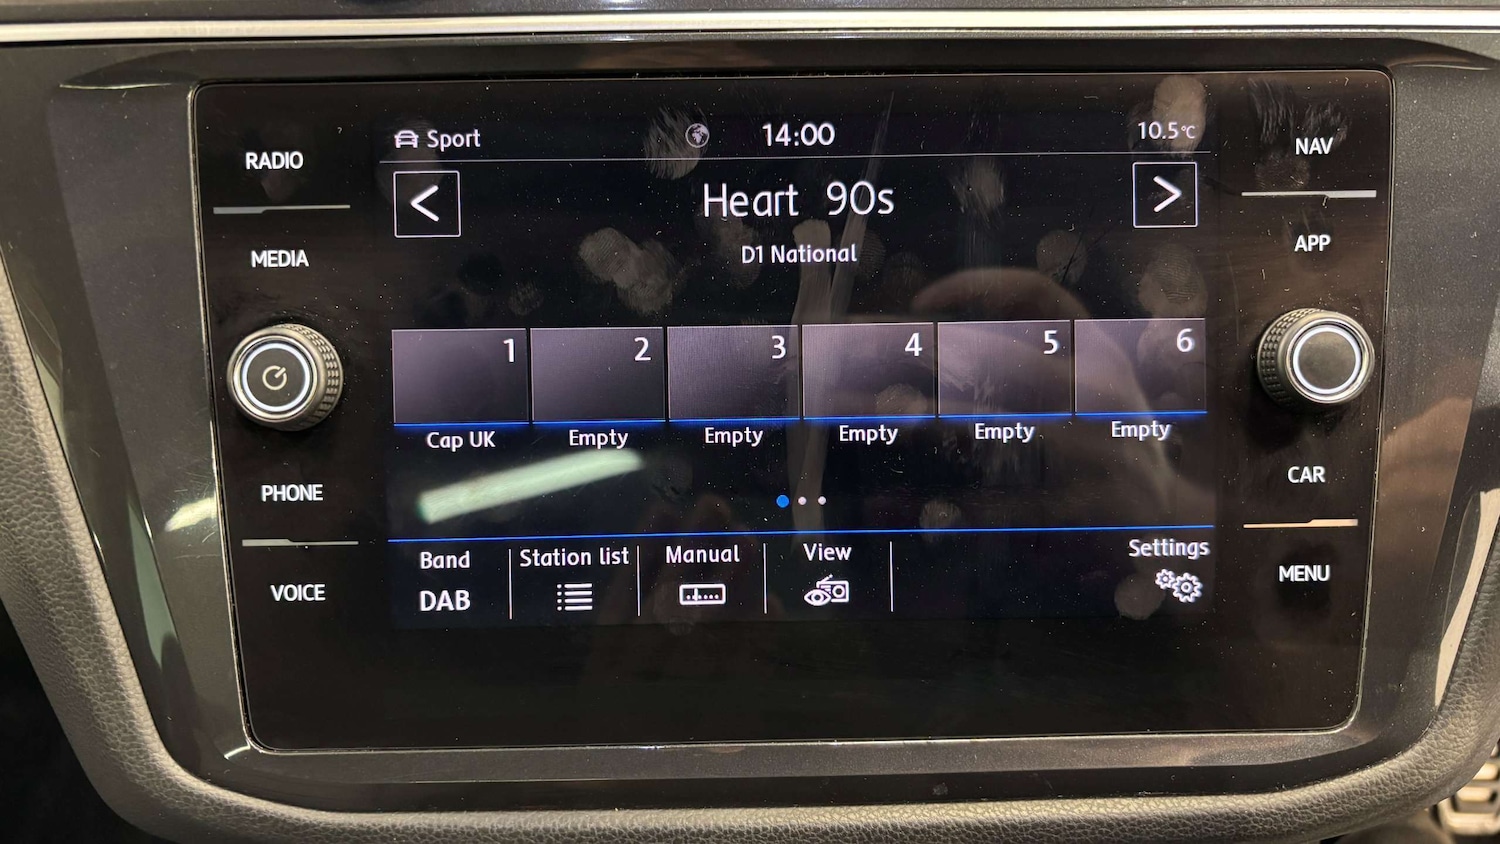 Sport 14:00 10.5°C
RADIO
NAV
Heart 90s
D1 National
MEDIA
APP
1 2 3 4 5 6
Cap UK Empty Empty Empty Empty Empty
PHONE
CAR
Band Station list Manual View Settings
DAB
VOICE
MENU